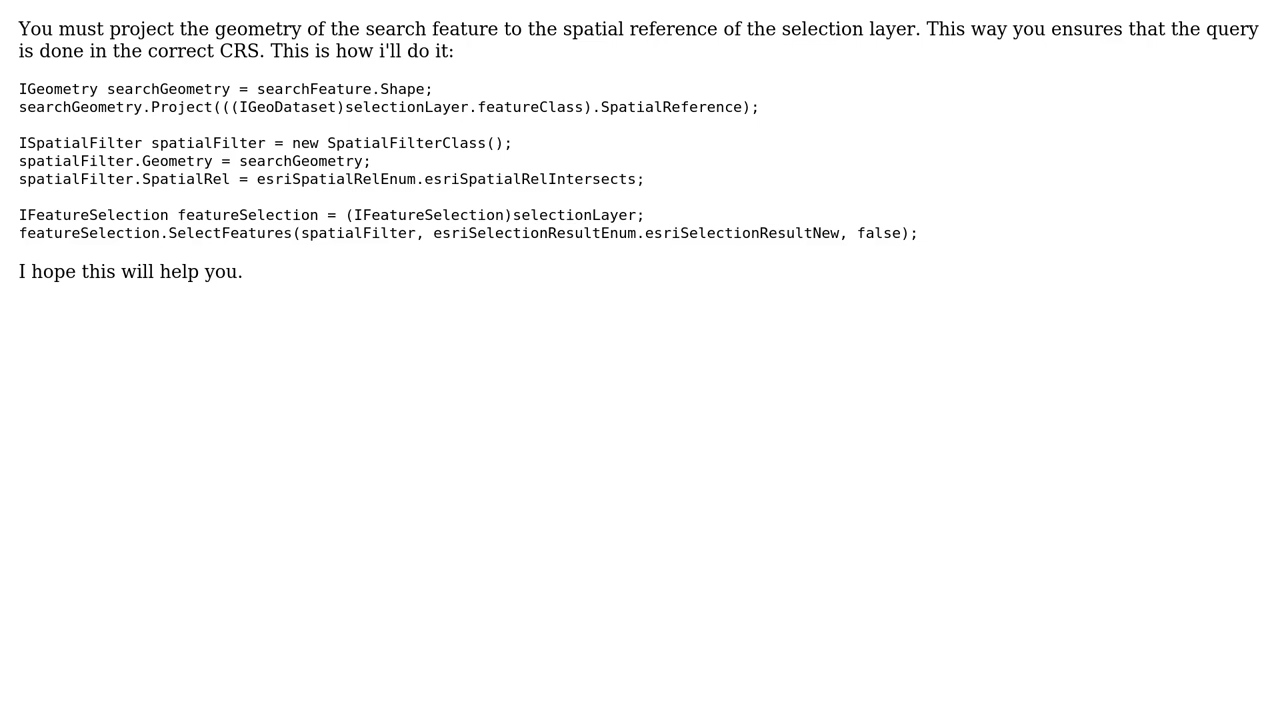 You must project the geometry of the search feature to the spatial reference of the selection layer. This way you ensures that the query
is done in the correct CRS. This is how i'll do it:
IGeometry searchGeometry = searchFeature.Shape;
searchGeometry.Project(((IGeoDataset)selectionLayer.featureClass).SpatialReference);
ISpatialFilter spatialFilter = new SpatialFilterClass();
spatialFilter.Geometry = searchGeometry;
spatialFilter.SpatialRel = esriSpatialRelEnum.esriSpatialRelIntersects;
IFeatureSelection featureSelection = (IFeatureSelection)selectionLayer;
featureSelection.SelectFeatures(spatialFilter, esriSelectionResultEnum.esriSelectionResultNew, false);
I hope this will help you.